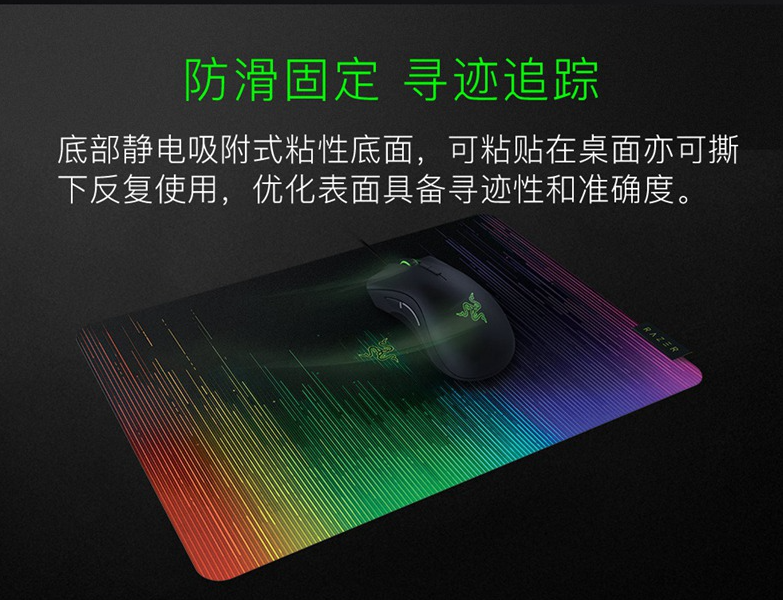 防滑固定 寻迹追踪
底部静电吸附式粘性底面，可粘贴在桌面亦可撕
下反复使用，优化表面具备寻迹性和准确度。
RAZER